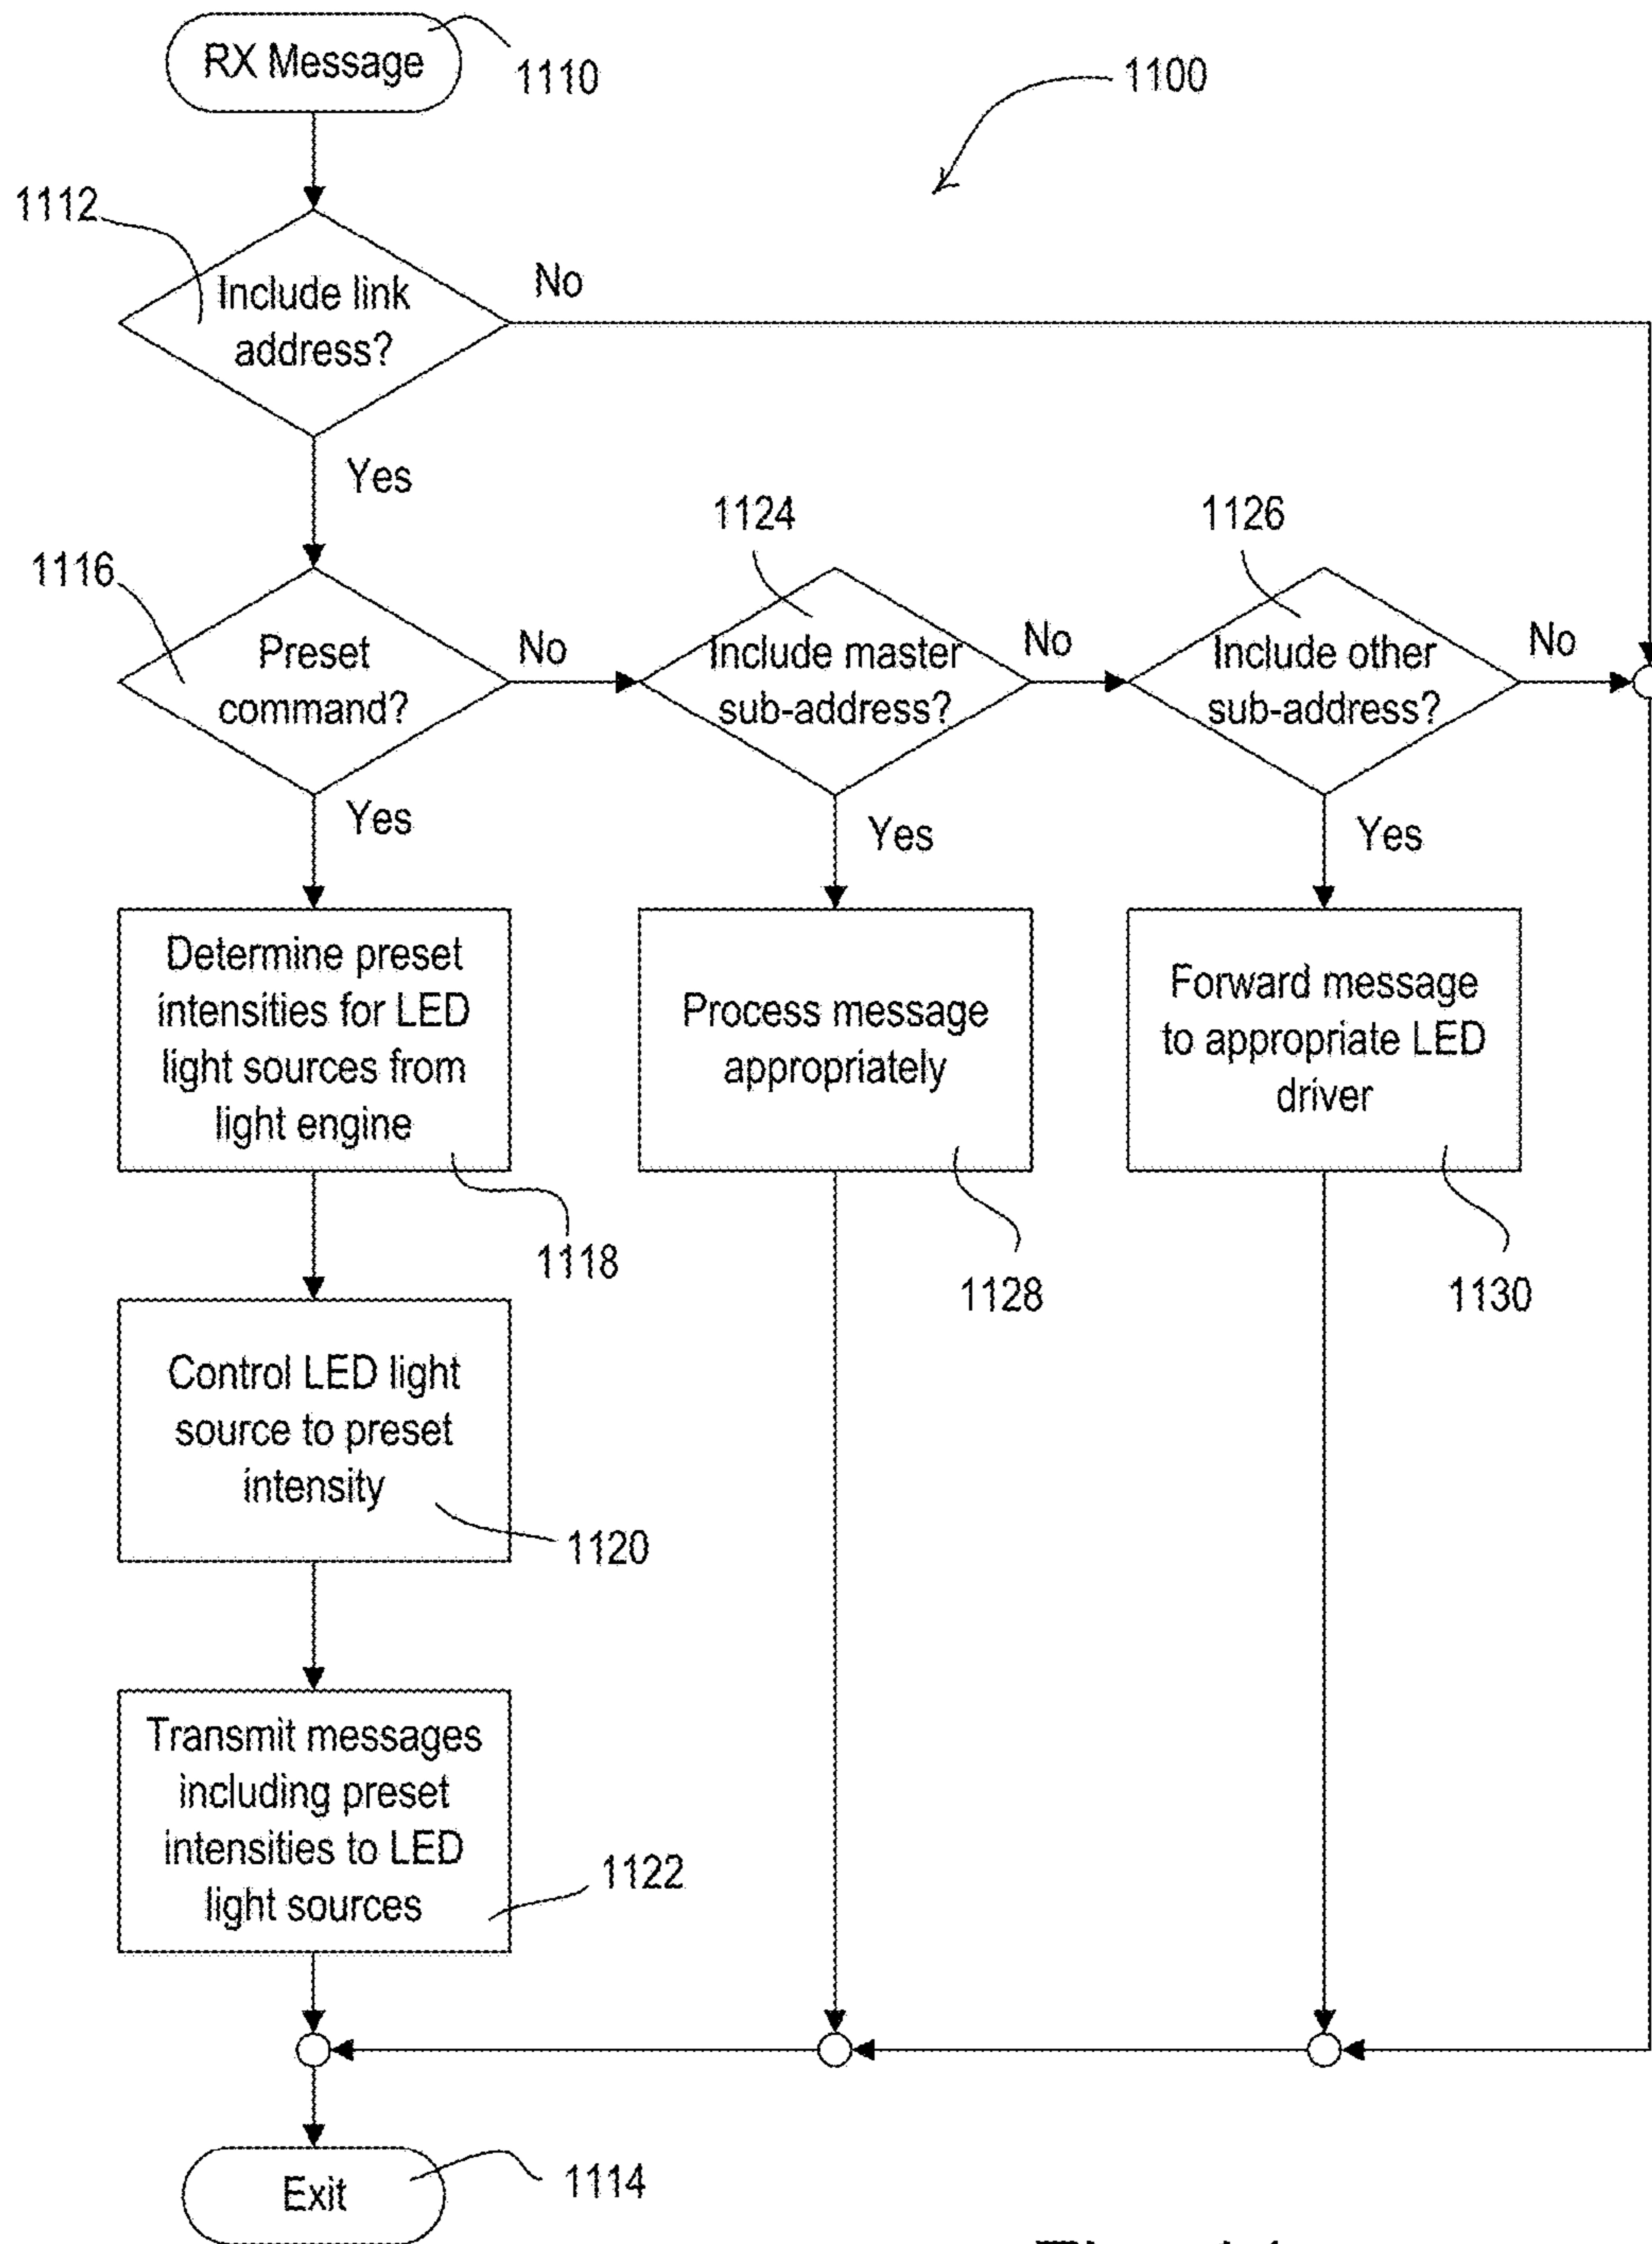 RX Message
1110
1100
1112
Include link
address?
No
Yes
1124
1126
1116
Preset
command?
No
Include master
sub-address?
No
Include other
sub-address?
No
Yes
Yes
Yes
Determine preset
intensities for LED
light sources from
light engine
Process message
appropriately
Forward message
to appropriate LED
driver
1118
1128
1130
Control LED light
source to preset
intensity
1120
Transmit messages
including preset
intensities to LED
light sources
1122
Exit
1114